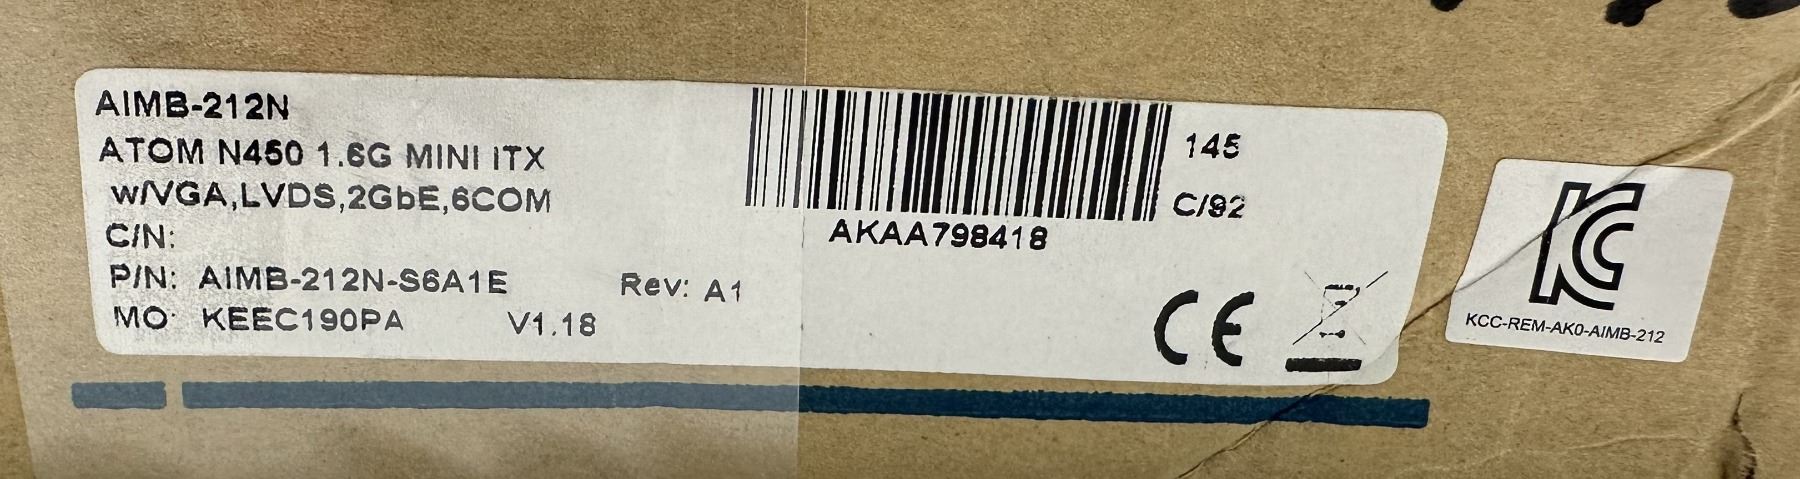 AIMB-212N
ATOM N450 1.6G MINI ITX
w/VGA,LVDS,2GbE,6COM
C/N:
P/N: AIMB-212N-S6A1E Rev: A1
MO: KEEC190PA V1.18
145
C/92
AKAA798418
CE
KC
KCC-REM-AK0-AIMB-212